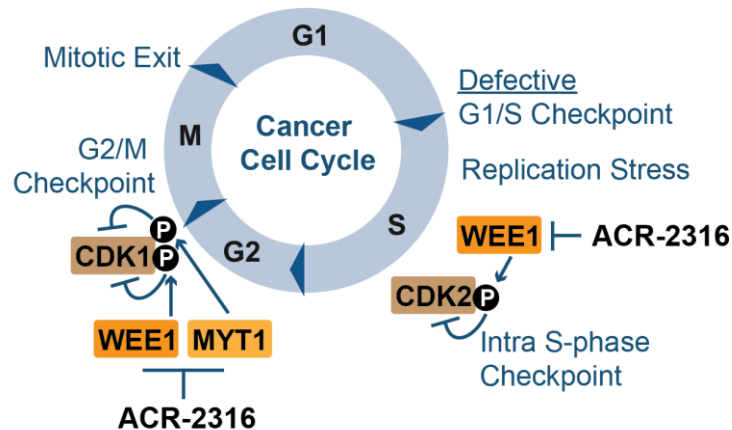 G1
Mitotic Exit
Defective
G1/S Checkpoint
Cancer
Cell Cycle
M
G2/M
Checkpoint
Replication Stress
S
WEE1
ACR-2316
P
CDK1
P
G2
CDK2
P
WEE1
MYT1
Intra S-phase
Checkpoint
ACR-2316